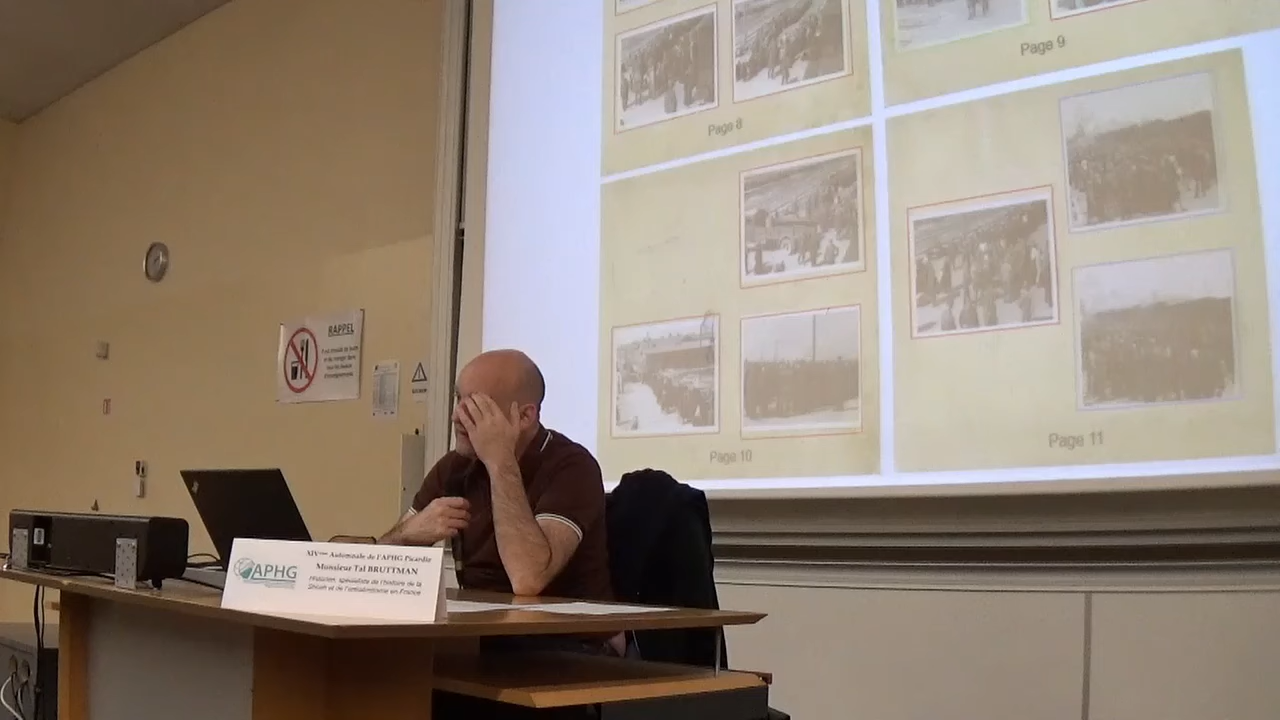 Page 9
Page 8
Page 11
Page 10
RAPPEL
APHG
XIVème Automnale de l'APHG Picardie
Monsieur Tal BRUTTMAN
Historien, spécialiste de l'histoire de la
Shoah et de l'antisémitisme en France